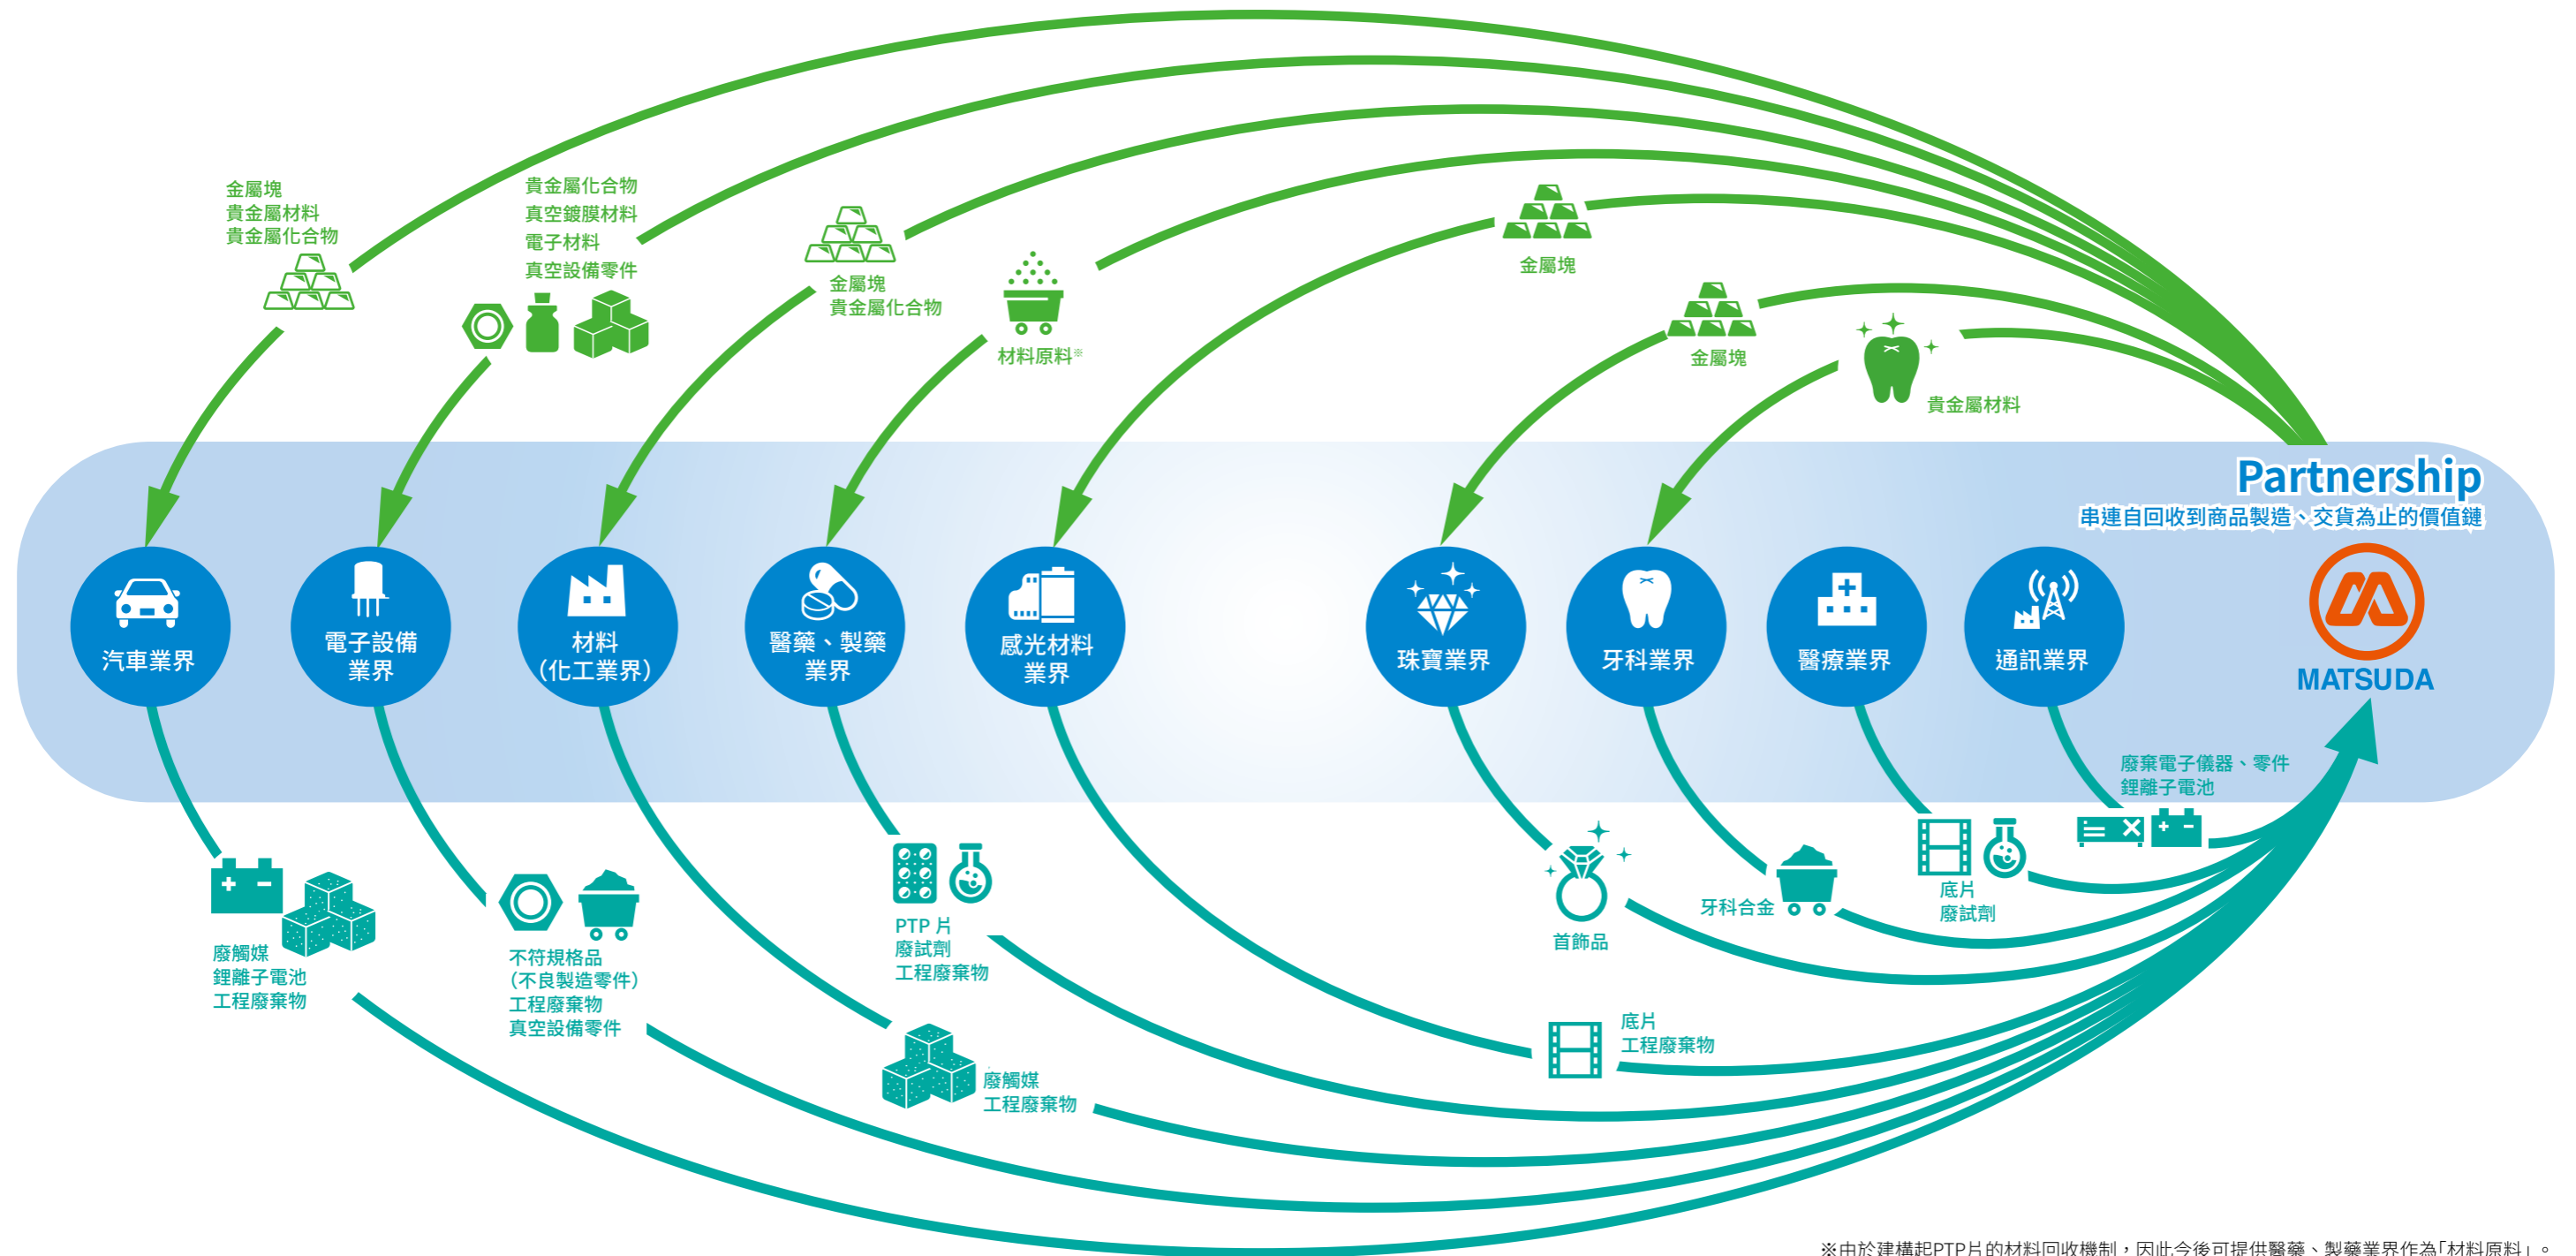 金屬塊
貴金屬材料
貴金屬化合物
貴金屬化合物
真空鍍膜材料
電子材料
真空設備零件
金屬塊
貴金屬化合物
材料原料※
金屬塊
金屬塊
貴金屬材料
Partnership
串連自回收到商品製造、交貨為止的價值鏈
汽車業界
電子設備
業界
材料
（化工業界）
醫藥、製藥
業界
感光材料
業界
珠寶業界
牙科業界
醫療業界
通訊業界
MATSUDA
廢觸媒
鋰離子電池
工程廢棄物
不符規格品
（不良製造零件）
工程廢棄物
真空設備零件
廢觸媒
工程廢棄物
PTP 片
廢試劑
工程廢棄物
底片
工程廢棄物
首飾品
牙科合金
底片
廢試劑
廢棄電子儀器、零件
鋰離子電池
※由於建構起PTP片的材料回收機制，因此今後可提供醫藥、製藥業界作為「材料原料」。